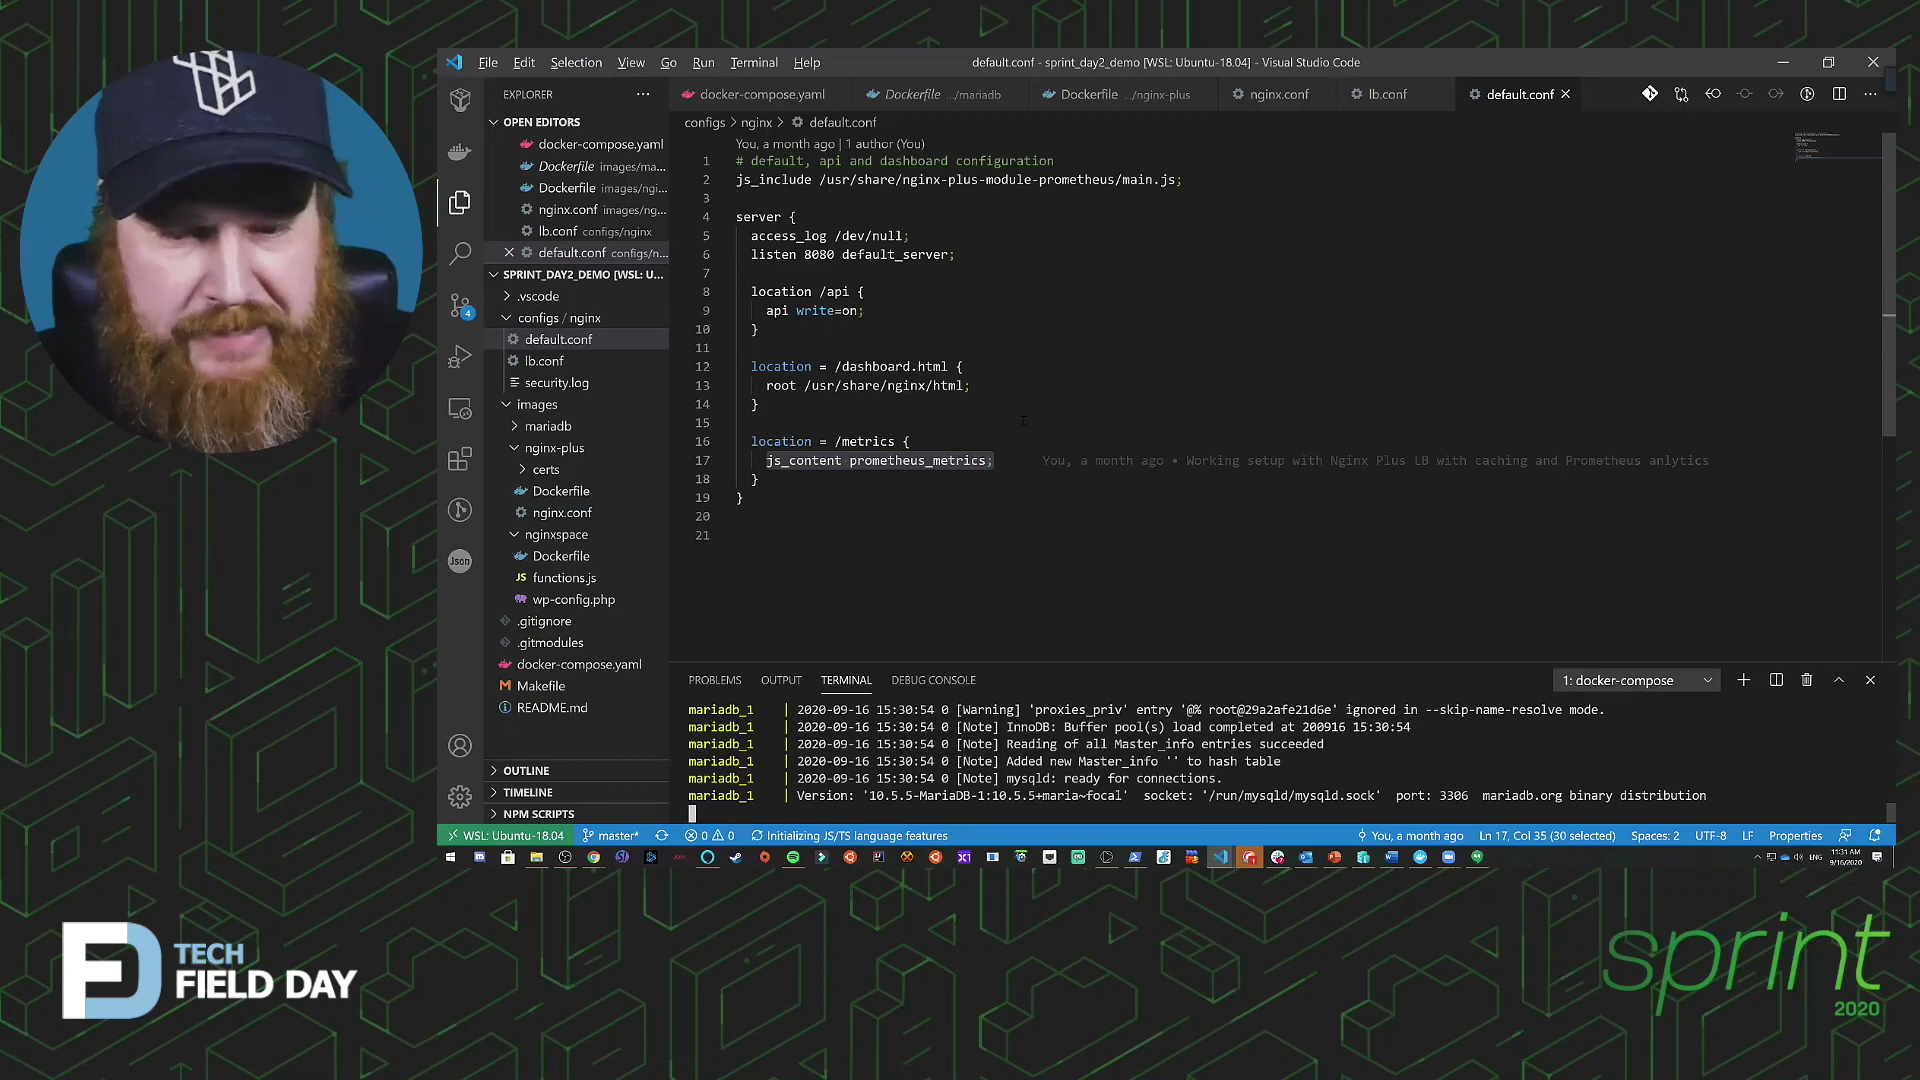 File Edit Selection View Go Run Terminal Help
default.conf - sprint_day2_demo [WSL: Ubuntu-18.04] - Visual Studio Code
EXPLORER
docker-compose.yaml
Dockerfile .../mariadb
Dockerfile .../nginx-plus
nginx.conf
lb.conf
default.conf
OPEN EDITORS
docker-compose.yaml
Dockerfile images/ma...
Dockerfile images/ngi...
nginx.conf images/ng...
lb.conf configs/nginx
default.conf configs/n...
SPRINT_DAY2_DEMO [WSL: U...
.vscode
configs / nginx
default.conf
lb.conf
security.log
images
mariadb
nginx-plus
certs
Dockerfile
nginx.conf
nginxspace
Dockerfile
JS functions.js
wp-config.php
.gitignore
.gitmodules
docker-compose.yaml
M Makefile
README.md
OUTLINE
TIMELINE
NPM SCRIPTS
4
Json
configs > nginx > default.conf
You, a month ago | 1 author (You)
1 # default, api and dashboard configuration
2 js_include /usr/share/nginx-plus-module-prometheus/main.js;
3
4 server {
5 access_log /dev/null;
6 listen 8080 default_server;
7
8 location /api {
9 api write=on;
10 }
11
12 location = /dashboard.html {
13 root /usr/share/nginx/html;
14 }
15
16 location = /metrics {
17 js_content prometheus_metrics; You, a month ago • Working setup with Nginx Plus LB with caching and Prometheus anlytics
18 }
19 }
20
21
PROBLEMS OUTPUT TERMINAL DEBUG CONSOLE
1: docker-compose
mariadb_1 | 2020-09-16 15:30:54 0 [Warning] 'proxies_priv' entry '@% root@29a2afe21d6e' ignored in --skip-name-resolve mode.
mariadb_1 | 2020-09-16 15:30:54 0 [Note] InnoDB: Buffer pool(s) load completed at 200916 15:30:54
mariadb_1 | 2020-09-16 15:30:54 0 [Note] Reading of all Master_info entries succeeded
mariadb_1 | 2020-09-16 15:30:54 0 [Note] Added new Master_info '' to hash table
mariadb_1 | 2020-09-16 15:30:54 0 [Note] mysqld: ready for connections.
mariadb_1 | Version: '10.5.5-MariaDB-1:10.5.5+maria~focal' socket: '/run/mysqld/mysqld.sock' port: 3306 mariadb.org binary distribution
WSL: Ubuntu-18.04 master* 0 0 Initializing JS/TS language features
You, a month ago Ln 17, Col 35 (30 selected) Spaces: 2 UTF-8 LF Properties
ENG
11:31 AM
9/16/2020
TECH
FIELD DAY
sprint
2020